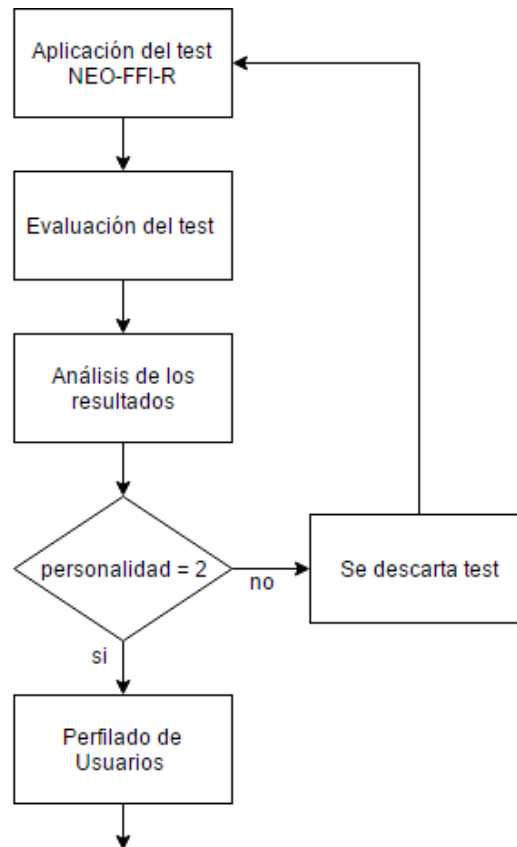 Aplicación del test
NEO-FFI-R
Evaluación del test
Análisis de los
resultados
personalidad = 2
no
Se descarta test
si
Perfilado de
Usuarios